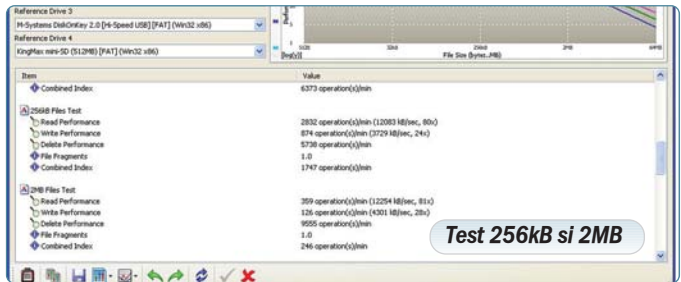 Reference Drive 3
M-Systems DiskOnKey 2.0 [Hi-Speed USB] [FAT] (Win32 x86)
Reference Drive 4
KingMax mini-SD (512MB) [FAT] (Win32 x86)
[log(y)]
File Size (bytes..MB)
Item Value
Combined Index 6373 operation(s)/min
256kB Files Test
Read Performance 2832 operation(s)/min (12083 kB/sec, 80x)
Write Performance 874 operation(s)/min (3729 kB/sec, 24x)
Delete Performance 5738 operation(s)/min
File Fragments 1.0
Combined Index 1747 operation(s)/min
2MB Files Test
Read Performance 359 operation(s)/min (12254 kB/sec, 81x)
Write Performance 126 operation(s)/min (4301 kB/sec, 28x)
Delete Performance 9555 operation(s)/min
File Fragments 1.0
Combined Index 246 operation(s)/min
Test 256kB si 2MB